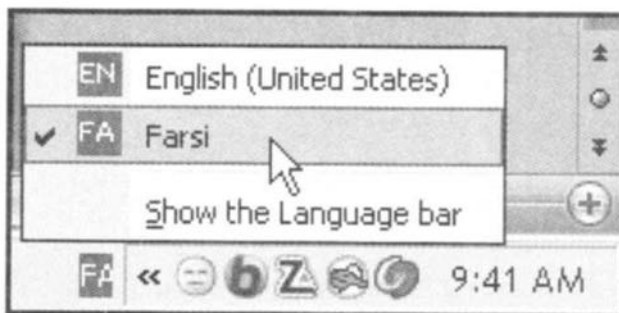 EN English (United States)
FA Farsi
Show the Language bar
FA « 9:41 AM